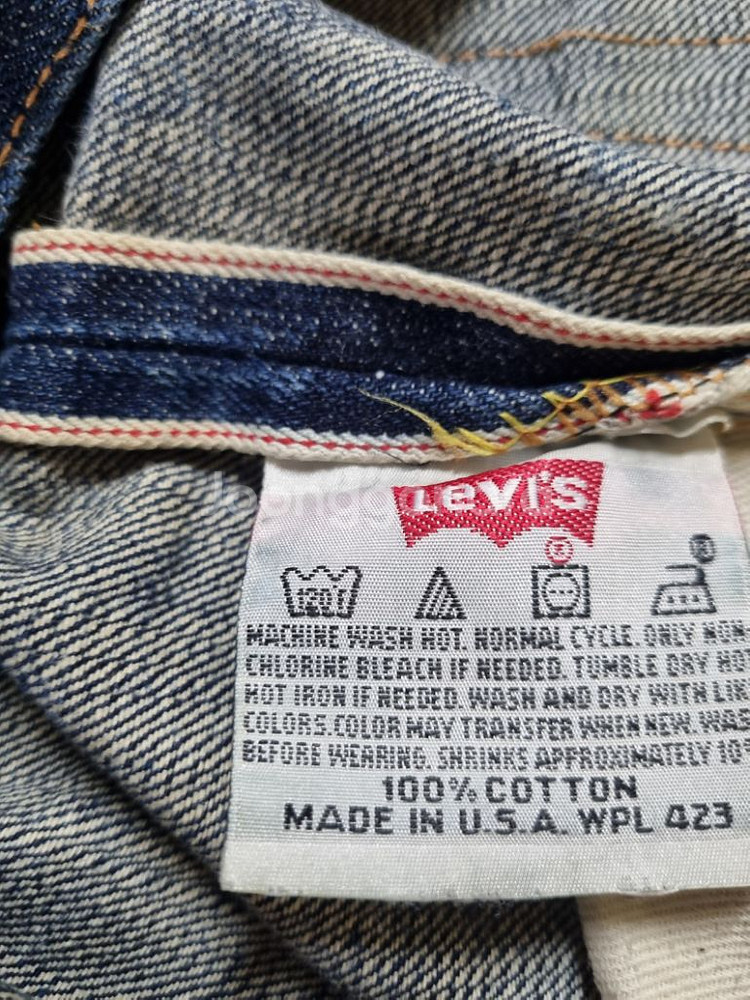 LEVI'S
®
120F
MACHINE WASH HOT. NORMAL CYCLE. ONLY NON-
CHLORINE BLEACH IF NEEDED. TUMBLE DRY HO
HOT IRON IF NEEDED. WASH AND DRY WITH LIK
COLORS. COLOR MAY TRANSFER WHEN NEW. WAS
BEFORE WEARING. SHRINKS APPROXIMATELY 10
100% COTTON
MADE IN U.S.A. WPL 423